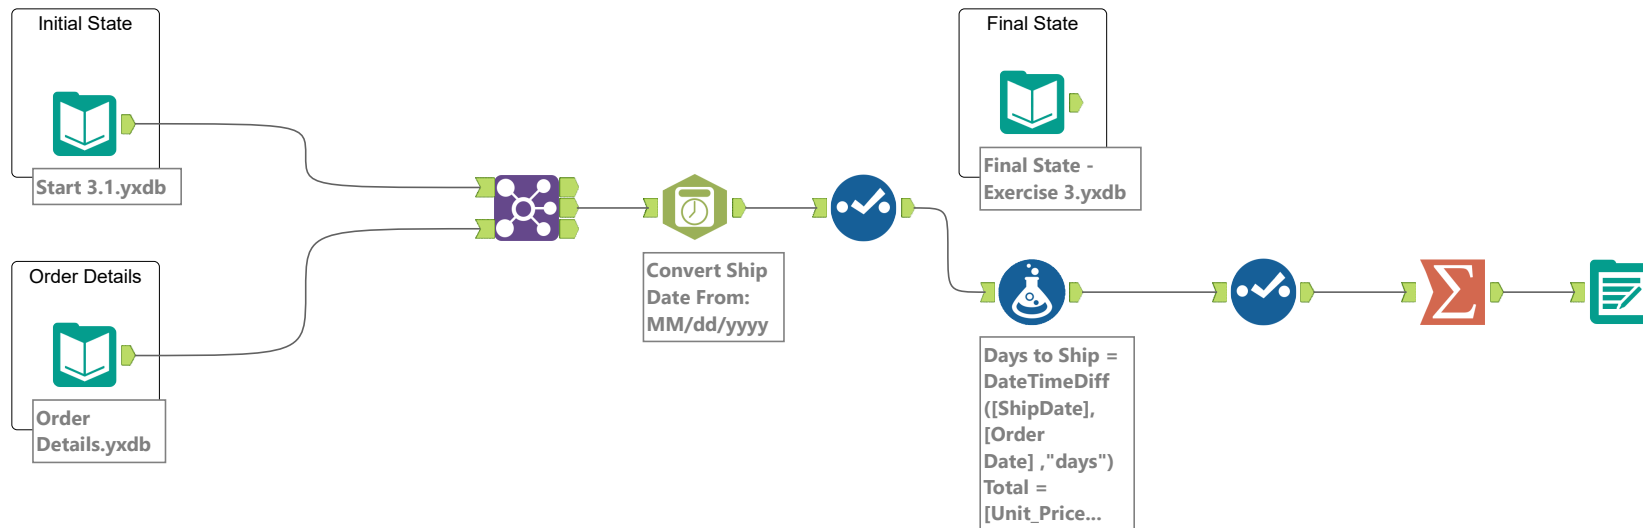 Initial State
Start 3.1.yxdb
Order Details
Order
Details.yxdb
Convert Ship
Date From:
MM/dd/yyyy
Final State
Final State -
Exercise 3.yxdb
Days to Ship =
DateTimeDiff
([ShipDate],
[Order
Date] ,"days")
Total =
[Unit_Price...